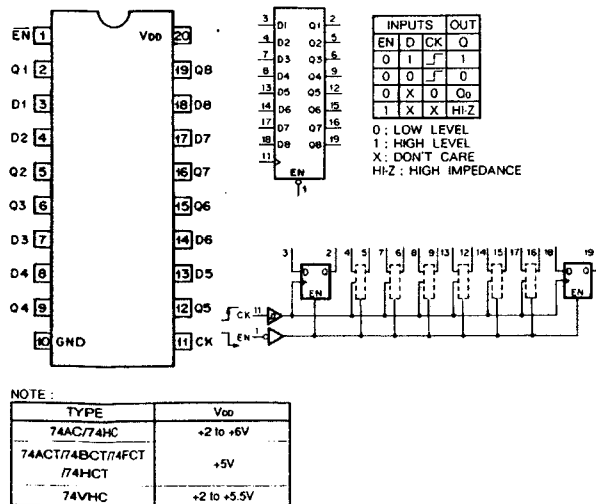 EN 1 VDD 20
Q1 2 19 Q8
D1 3 18 D8
D2 4 17 D7
Q2 5 16 Q7
Q3 6 15 Q6
D3 7 14 D6
D4 8 13 D5
Q4 9 12 Q5
10 GND 11 CK
3 D1 Q1 2
4 D2 Q2 5
7 D3 Q3 6
8 D4 Q4 9
13 D5 Q5 12
14 D6 Q6 15
17 D7 Q7 16
18 D8 Q8 19
11
EN
1
INPUTS OUT
EN D CK Q
0 1 1
0 0 0
0 X 0 Qo
1 X X HI-Z
0 : LOW LEVEL
1 : HIGH LEVEL
X : DON'T CARE
HI-Z : HIGH IMPEDANCE
3 2 4 5 7 6 8 9 13 12 14 15 17 16 18 19
D Q D Q
EN EN
CK 11
EN 1
NOTE :
TYPE VDD
74AC/74HC +2 to +6V
74ACT/74BCT/74FCT
/74HCT +5V
74VHC +2 to +5.5V